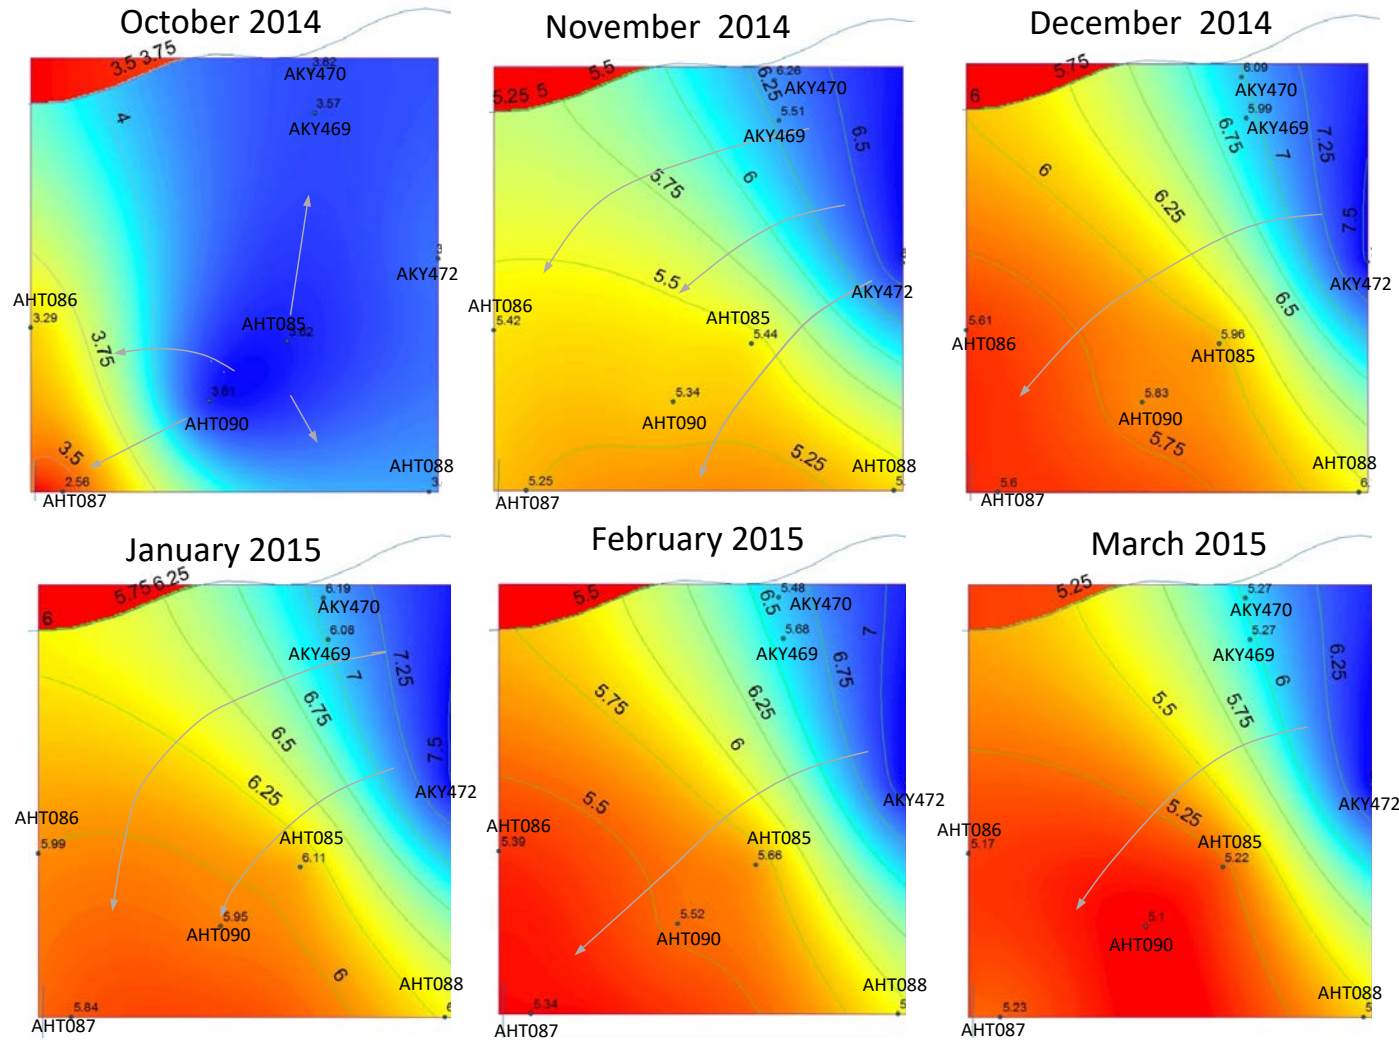 October 2014
3.5 3.75
3.82
AKY470
3.57
AKY469
4
AKY472
AHT086
3.29
3.75
AHT085
3.62
3.61
AHT090
3.5
2.56
AHT087
AHT088
3.
November 2014
5.25 5
5.5
6.25
6.26
AKY470
5.51
AKY469
6.5
5.75
6
5.5
AKY472
AHT086
5.42
AHT085
5.44
5.34
AHT090
5.25
5.25
AHT087
AHT088
5.
December 2014
5.75
6
6.09
AKY470
5.99
AKY469
6.75
7
7.25
6
6.25
7.5
6.5
AKY472
5.61
AHT086
5.96
AHT085
5.83
AHT090
5.75
5.6
AHT087
AHT088
6.
January 2015
5.75 6.25
6
6.19
AKY470
6.08
AKY469
7
7.25
6.75
6.5
7.5
6.25
AKY472
AHT086
5.99
AHT085
6.11
5.95
AHT090
6
5.84
AHT087
AHT088
6
February 2015
5.5
6.5
5.48
AKY470
5.68
AKY469
7
6.75
6.25
5.75
6
5.5
AKY472
AHT086
5.39
AHT085
5.66
5.52
AHT090
5.34
AHT087
AHT088
5
March 2015
5.25
5.27
AKY470
5.27
AKY469
6.25
6
5.75
5.5
5.25
AKY472
AHT086
5.17
AHT085
5.22
5.1
AHT090
5.23
AHT087
AHT088
5